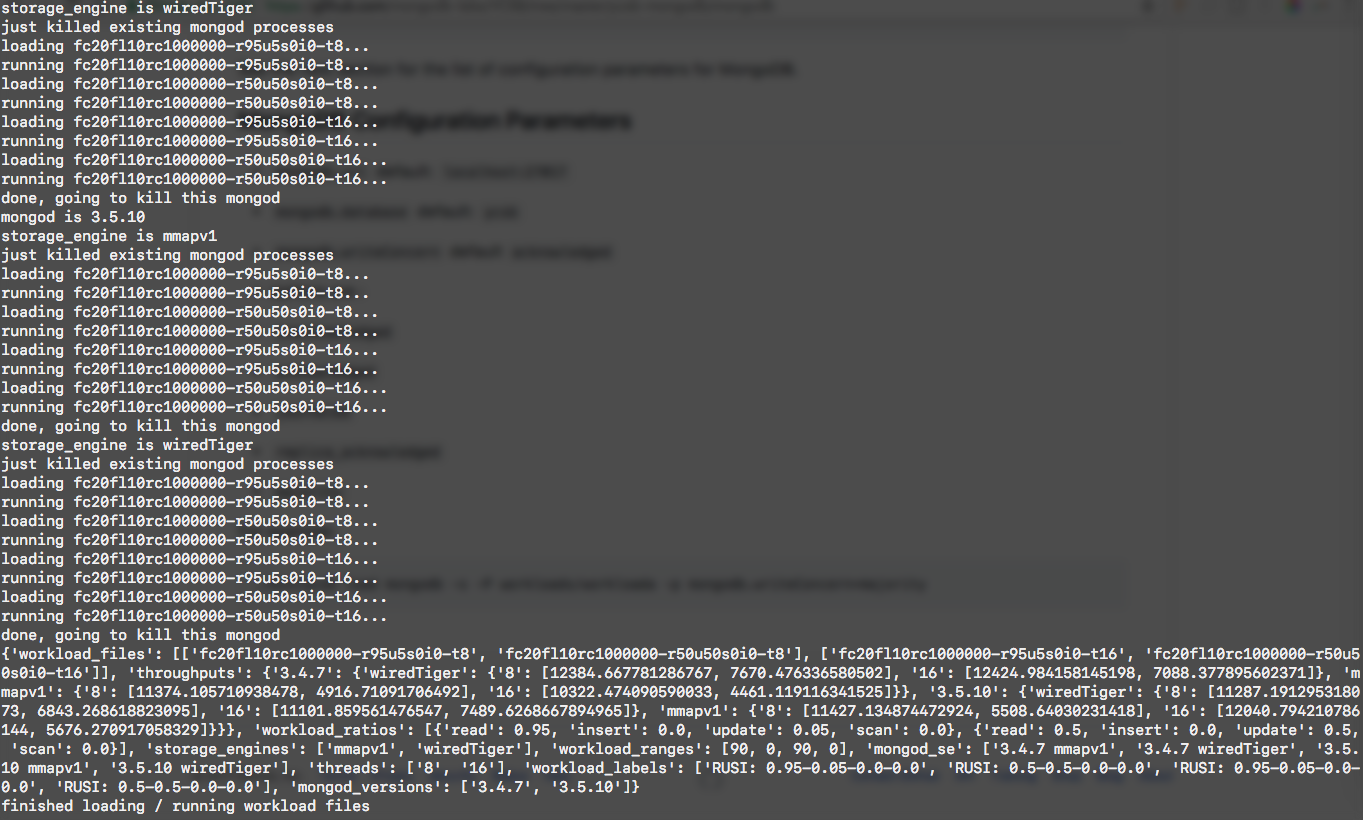 storage_engine is wiredTiger
just killed existing mongod processes
loading fc20fl10rc1000000-r95u5s0i0-t8...
running fc20fl10rc1000000-r95u5s0i0-t8...
loading fc20fl10rc1000000-r50u50s0i0-t8...
running fc20fl10rc1000000-r50u50s0i0-t8...
loading fc20fl10rc1000000-r95u5s0i0-t16...
running fc20fl10rc1000000-r95u5s0i0-t16...
loading fc20fl10rc1000000-r50u50s0i0-t16...
running fc20fl10rc1000000-r50u50s0i0-t16...
done, going to kill this mongod
mongod is 3.5.10
storage_engine is mmapv1
just killed existing mongod processes
loading fc20fl10rc1000000-r95u5s0i0-t8...
running fc20fl10rc1000000-r95u5s0i0-t8...
loading fc20fl10rc1000000-r50u50s0i0-t8...
running fc20fl10rc1000000-r50u50s0i0-t8...
loading fc20fl10rc1000000-r95u5s0i0-t16...
running fc20fl10rc1000000-r95u5s0i0-t16...
loading fc20fl10rc1000000-r50u50s0i0-t16...
running fc20fl10rc1000000-r50u50s0i0-t16...
done, going to kill this mongod
storage_engine is wiredTiger
just killed existing mongod processes
loading fc20fl10rc1000000-r95u5s0i0-t8...
running fc20fl10rc1000000-r95u5s0i0-t8...
loading fc20fl10rc1000000-r50u50s0i0-t8...
running fc20fl10rc1000000-r50u50s0i0-t8...
loading fc20fl10rc1000000-r95u5s0i0-t16...
running fc20fl10rc1000000-r95u5s0i0-t16...
loading fc20fl10rc1000000-r50u50s0i0-t16...
running fc20fl10rc1000000-r50u50s0i0-t16...
done, going to kill this mongod
{'workload_files': [['fc20fl10rc1000000-r95u5s0i0-t8', 'fc20fl10rc1000000-r50u50s0i0-t8'], ['fc20fl10rc1000000-r95u5s0i0-t16', 'fc20fl10rc1000000-r50u5
0s0i0-t16']], 'throughputs': {'3.4.7': {'wiredTiger': {'8': [12384.667781286767, 7670.476336580502], '16': [12424.984158145198, 7088.377895602371]}, 'm
mapv1': {'8': [11374.105710938478, 4916.71091706492], '16': [10322.474090590033, 4461.119116341525]}}, '3.5.10': {'wiredTiger': {'8': [11287.1912953180
73, 6843.268618823095], '16': [11101.859561476547, 7489.6268667894965]}, 'mmapv1': {'8': [11427.134874472924, 5508.64030231418], '16': [12040.794210786
144, 5676.270917058329]}}}, 'workload_ratios': [{'read': 0.95, 'insert': 0.0, 'update': 0.05, 'scan': 0.0}, {'read': 0.5, 'insert': 0.0, 'update': 0.5,
 'scan': 0.0}], 'storage_engines': ['mmapv1', 'wiredTiger'], 'workload_ranges': [90, 0, 90, 0], 'mongod_se': ['3.4.7 mmapv1', '3.4.7 wiredTiger', '3.5.
10 mmapv1', '3.5.10 wiredTiger'], 'threads': ['8', '16'], 'workload_labels': ['RUSI: 0.95-0.05-0.0-0.0', 'RUSI: 0.5-0.5-0.0-0.0', 'RUSI: 0.95-0.05-0.0-
0.0', 'RUSI: 0.5-0.5-0.0-0.0'], 'mongod_versions': ['3.4.7', '3.5.10']}
finished loading / running workload files